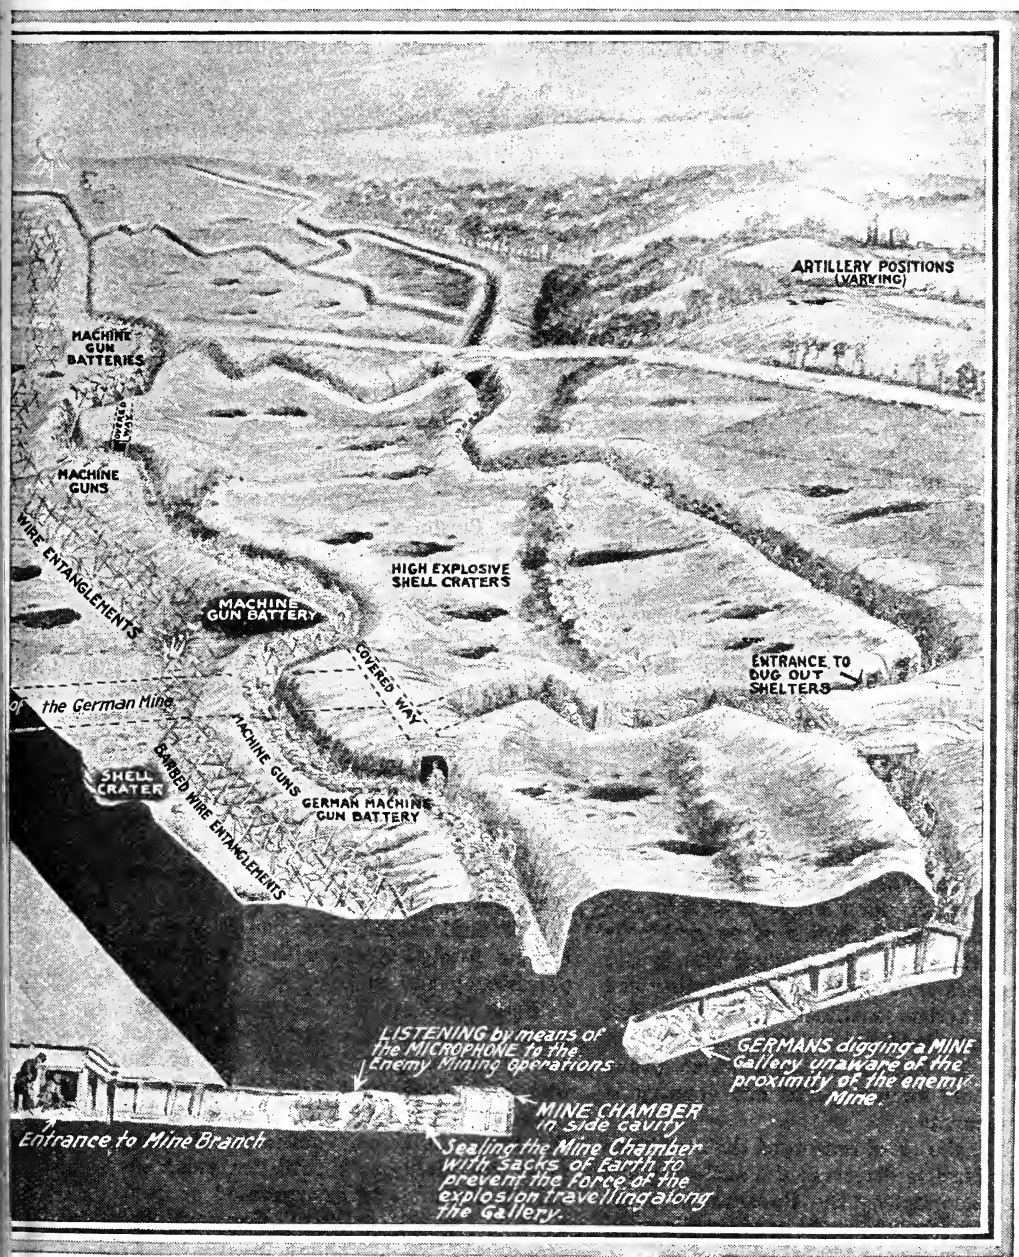 ARTILLERY POSITIONS
(VARYING)
MACHINE
GUN
BATTERIES
COVERED
WAY
MACHINE
GUNS
WIRE ENTANGLEMENTS
HIGH EXPLOSIVE
SHELL CRATERS
MACHINE
GUN BATTERY
COVERED WAY
ENTRANCE TO
DUG OUT
SHELTERS
of the German Mine
MACHINE GUNS
SHELL
CRATER
BARBED WIRE ENTANGLEMENTS
GERMAN MACHINE
GUN BATTERY
LISTENING by means of
the MICROPHONE to the
Enemy Mining Operations
GERMANS digging a MINE
Gallery unaware of the
proximity of the enemy
Mine.
MINE CHAMBER
in side cavity
Entrance to Mine Branch
Sealing the Mine Chamber
with sacks of Earth to
prevent the force of the
explosion travelling along
the Gallery.